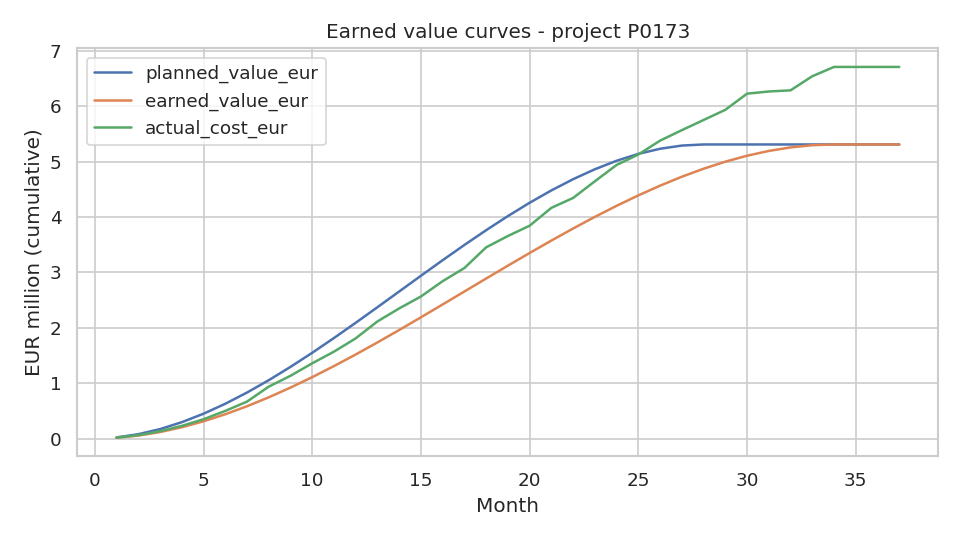 Earned value curves - project P0173
planned_value_eur
earned_value_eur
actual_cost_eur
EUR million (cumulative)
7
6
5
4
3
2
1
0
0 5 10 15 20 25 30 35
Month